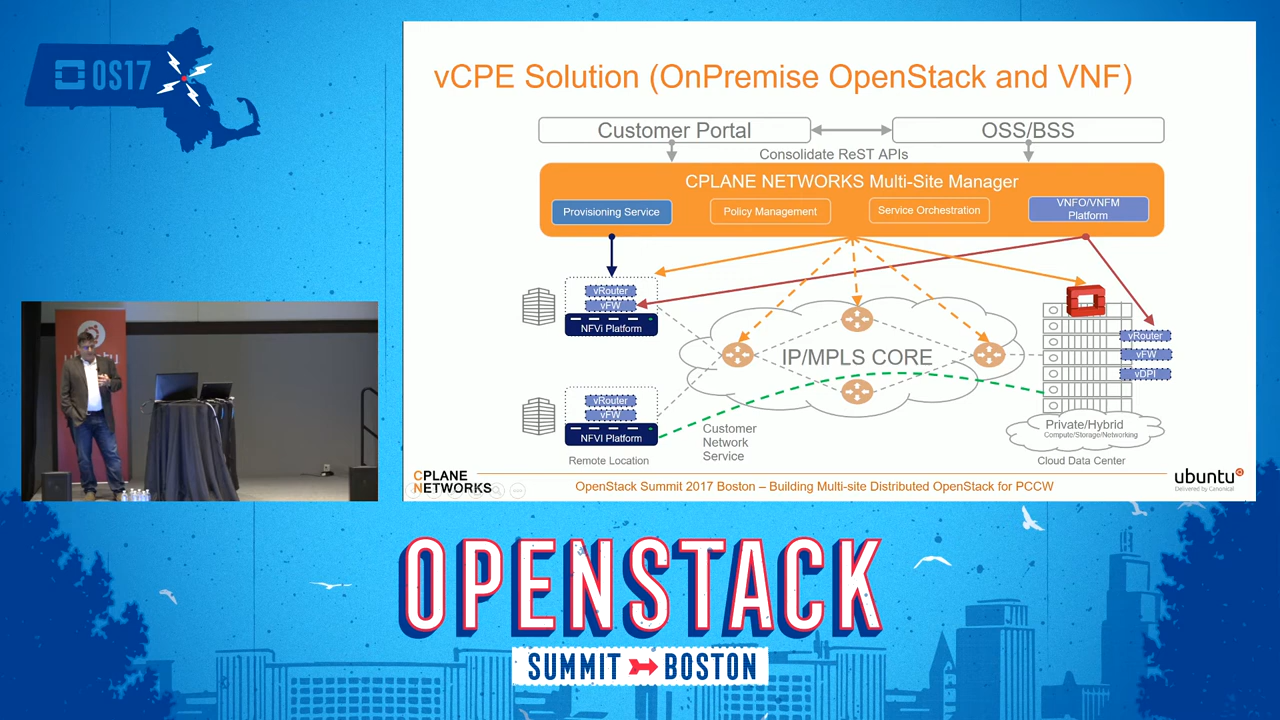 OS17
vCPE Solution (OnPremise OpenStack and VNF)
Customer Portal
OSS/BSS
Consolidate ReST APIs
CPLANE NETWORKS Multi-Site Manager
Provisioning Service
Policy Management
Service Orchestration
VNFO/VNFM
Platform
vRouter
vFW
NFVi Platform
IP/MPLS CORE
vRouter
vFW
vDPI
vRouter
vFW
NFVI Platform
Customer
Network
Service
Private/Hybrid
Compute/Storage/Networking
Remote Location
Cloud Data Center
CPLANE
NETWORKS
OpenStack Summit 2017 Boston – Building Multi-site Distributed OpenStack for PCCW
ubuntu
Delivered by Canonical
ubuntu
OPENSTACK
SUMMIT BOSTON